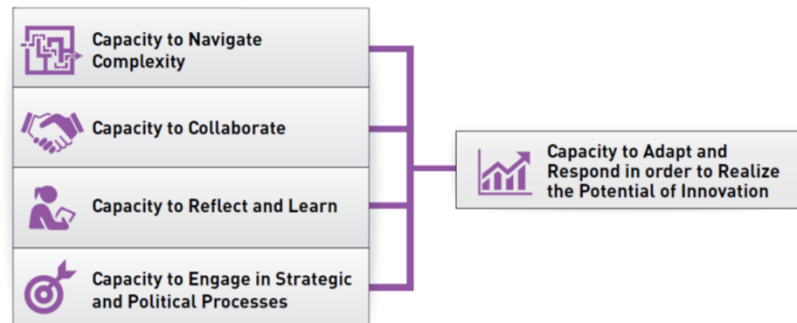 Capacity to Navigate
Complexity
Capacity to Collaborate
Capacity to Reflect and Learn
Capacity to Engage in Strategic
and Political Processes
Capacity to Adapt and
Respond in order to Realize
the Potential of Innovation